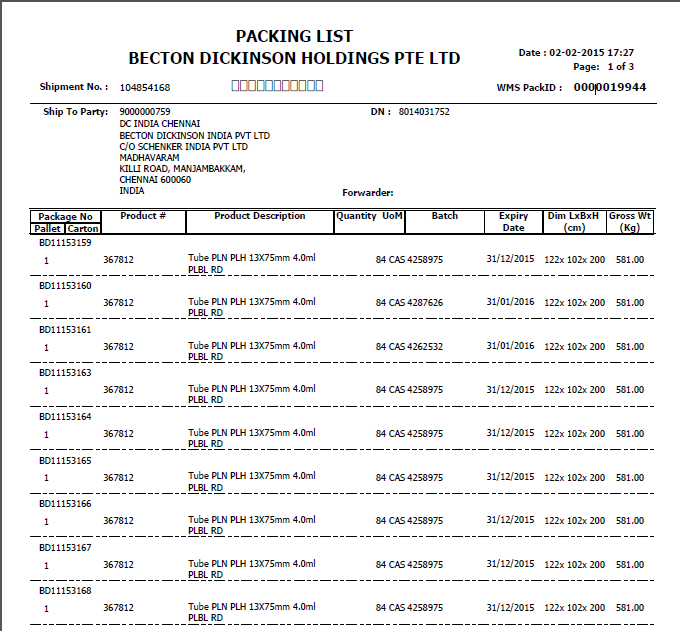 PACKING LIST
BECTON DICKINSON HOLDINGS PTE LTD
Date : 02-02-2015 17:27
Page: 1 of 3
Shipment No. : 104854168
WMS PackID : 0000019944
Ship To Party: 9000000759
DN : 8014031752
DC INDIA CHENNAI
BECTON DICKINSON INDIA PVT LTD
C/O SCHENKER INDIA PVT LTD
MADHAVARAM
KILLI ROAD, MANJAMBAKKAM,
CHENNAI 600060
INDIA
Forwarder:
Package No Product # Product Description Quantity UoM Batch Expiry Dim LxBxH Gross Wt
Pallet Carton Date (cm) (Kg)
BD11153159
1 367812 Tube PLN PLH 13X75mm 4.0ml 84 CAS 4258975 31/12/2015 122x 102x 200 581.00
PLBL RD
BD11153160
1 367812 Tube PLN PLH 13X75mm 4.0ml 84 CAS 4287626 31/01/2016 122x 102x 200 581.00
PLBL RD
BD11153161
1 367812 Tube PLN PLH 13X75mm 4.0ml 84 CAS 4262532 31/01/2016 122x 102x 200 581.00
PLBL RD
BD11153163
1 367812 Tube PLN PLH 13X75mm 4.0ml 84 CAS 4258975 31/12/2015 122x 102x 200 581.00
PLBL RD
BD11153164
1 367812 Tube PLN PLH 13X75mm 4.0ml 84 CAS 4258975 31/12/2015 122x 102x 200 581.00
PLBL RD
BD11153165
1 367812 Tube PLN PLH 13X75mm 4.0ml 84 CAS 4258975 31/12/2015 122x 102x 200 581.00
PLBL RD
BD11153166
1 367812 Tube PLN PLH 13X75mm 4.0ml 84 CAS 4258975 31/12/2015 122x 102x 200 581.00
PLBL RD
BD11153167
1 367812 Tube PLN PLH 13X75mm 4.0ml 84 CAS 4258975 31/12/2015 122x 102x 200 581.00
PLBL RD
BD11153168
1 367812 Tube PLN PLH 13X75mm 4.0ml 84 CAS 4258975 31/12/2015 122x 102x 200 581.00
PLBL RD